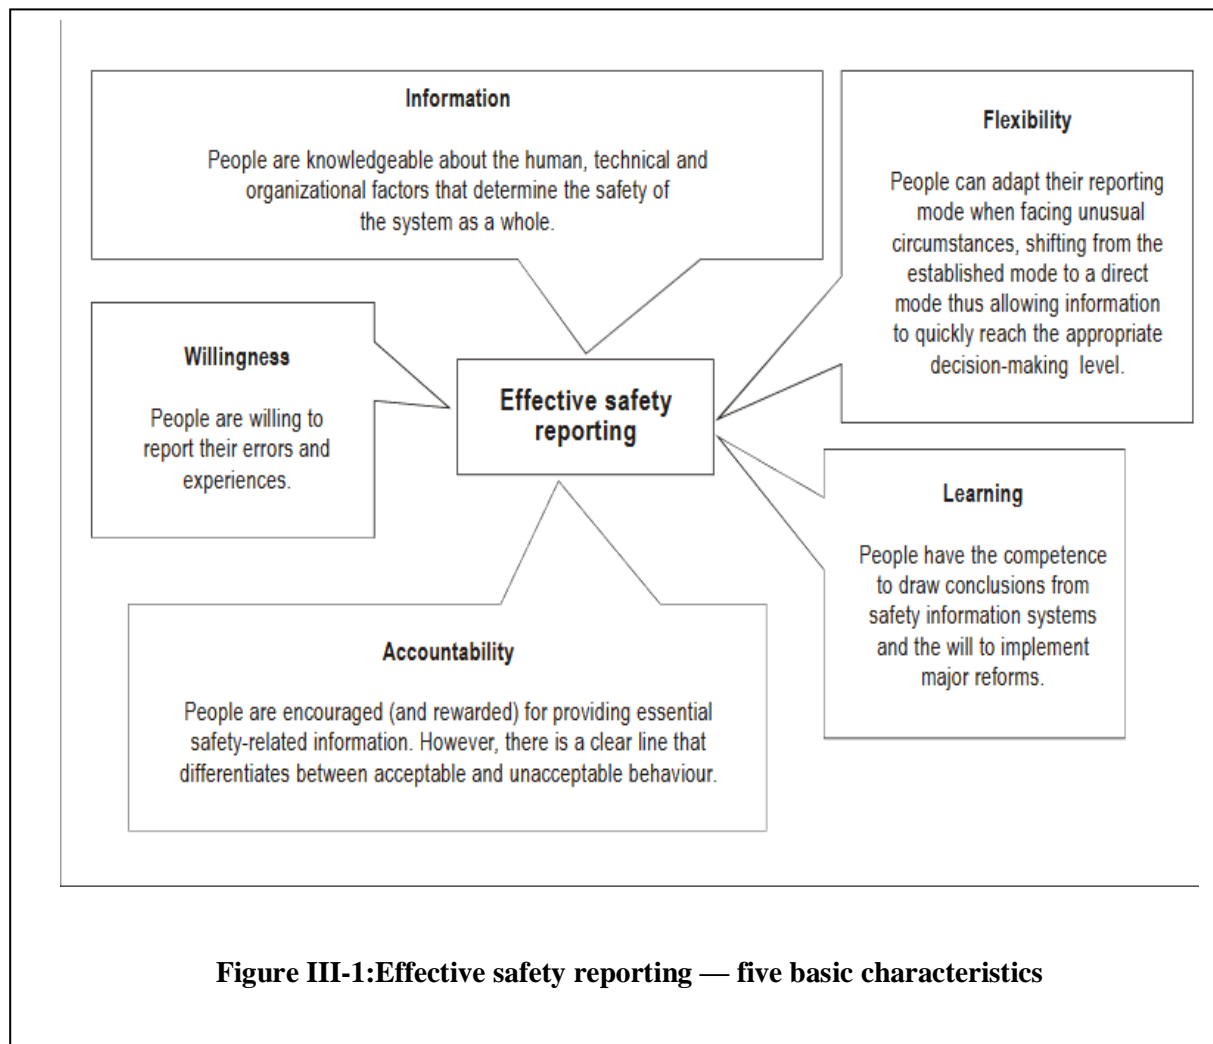 Information
People are knowledgeable about the human, technical and
organizational factors that determine the safety of
the system as a whole.
Flexibility
People can adapt their reporting
mode when facing unusual
circumstances, shifting from the
established mode to a direct
mode thus allowing information
to quickly reach the appropriate
decision-making level.
Willingness
People are willing to
report their errors and
experiences.
Effective safety
reporting
Learning
People have the competence
to draw conclusions from
safety information systems
and the will to implement
major reforms.
Accountability
People are encouraged (and rewarded) for providing essential
safety-related information. However, there is a clear line that
differentiates between acceptable and unacceptable behaviour.
Figure III-1:Effective safety reporting — five basic characteristics